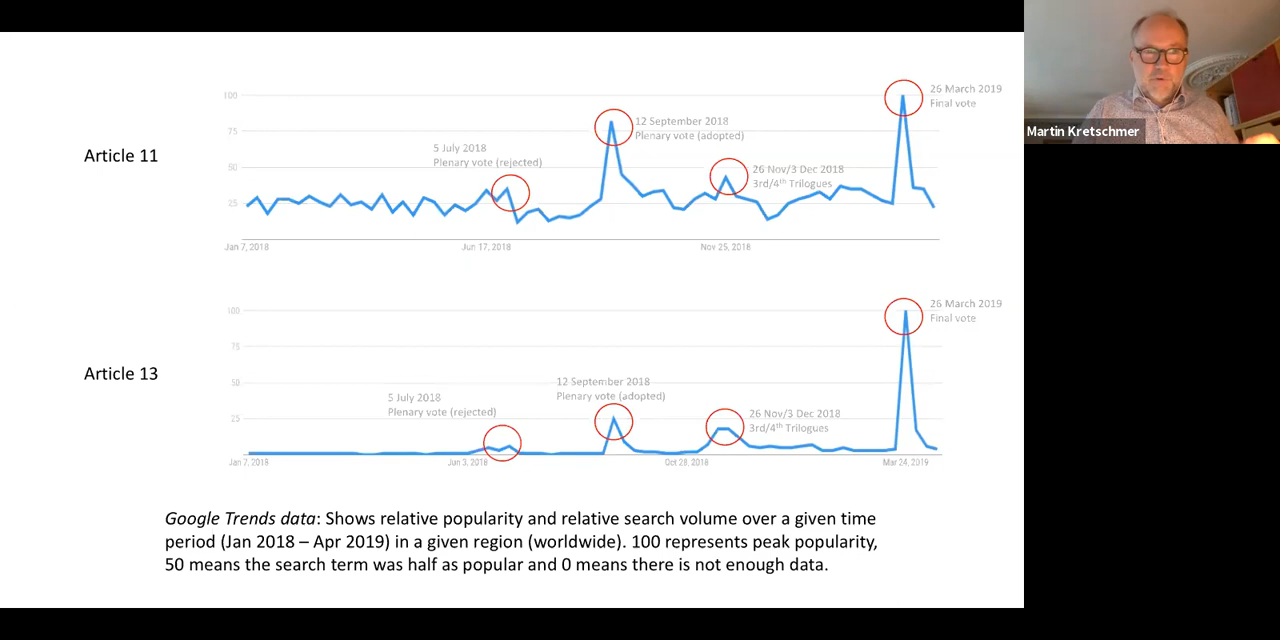 Article 11
100
75
50
25
5 July 2018
Plenary vote (rejected)
12 September 2018
Plenary vote (adopted)
26 Nov/3 Dec 2018
3rd/4th Trilogues
26 March 2019
Final vote
Jan 7, 2018
Jun 17, 2018
Nov 25, 2018
Article 13
100
75
50
25
5 July 2018
Plenary vote (rejected)
12 September 2018
Plenary vote (adopted)
26 Nov/3 Dec 2018
3rd/4th Trilogues
26 March 2019
Final vote
Jan 7, 2018
Jun 3, 2018
Oct 28, 2018
Mar 24, 2019
Google Trends data: Shows relative popularity and relative search volume over a given time
period (Jan 2018 – Apr 2019) in a given region (worldwide). 100 represents peak popularity,
50 means the search term was half as popular and 0 means there is not enough data.
Martin Kretschmer